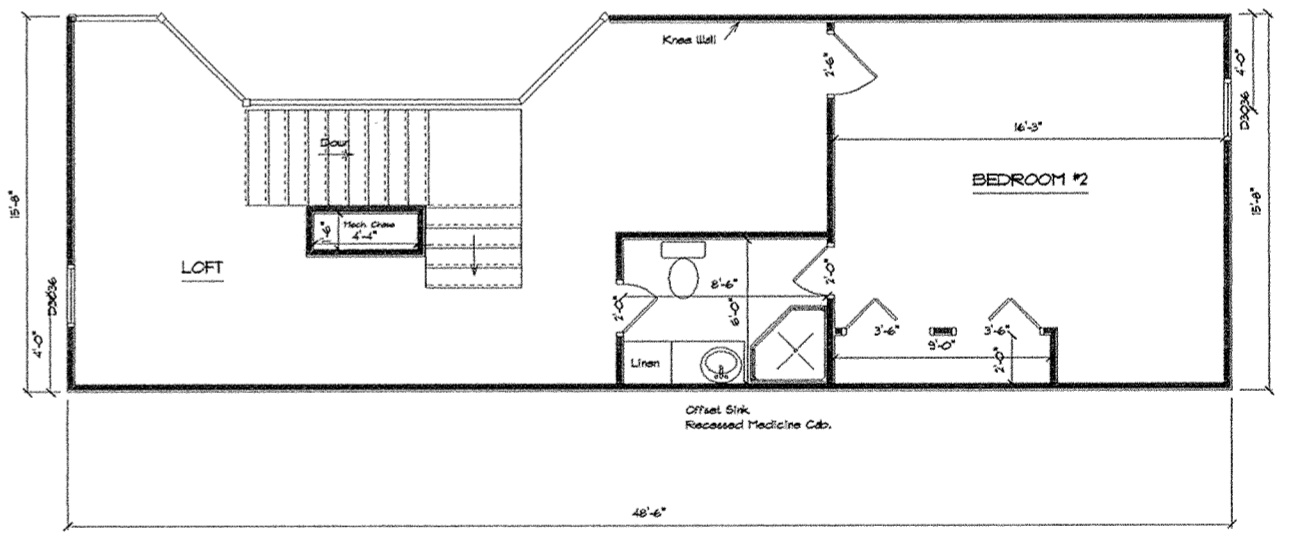 Knee Wall
2'-6"
4'-0"
D3036
16'-3"
Down
BEDROOM #2
15'-8"
15'-8"
Mech Chase
4'-4"
LOFT
8'-6"
2'-0"
D3036
2'-0"
6'-0"
3'-6"
3'-6"
9'-0"
4'-0"
2'-0"
Linen
Offset Sink
Recessed Medicine Cab.
48'-6"